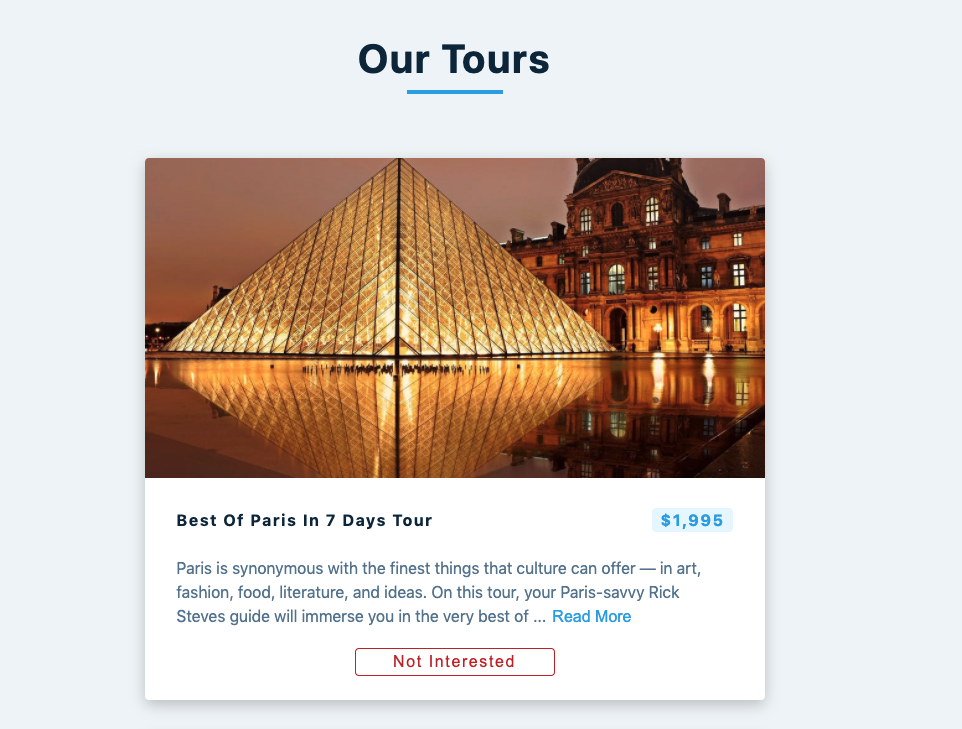 Our Tours
Best Of Paris In 7 Days Tour
$1,995
Paris is synonymous with the finest things that culture can offer — in art,
fashion, food, literature, and ideas. On this tour, your Paris-savvy Rick
Steves guide will immerse you in the very best of ... Read More
Not Interested